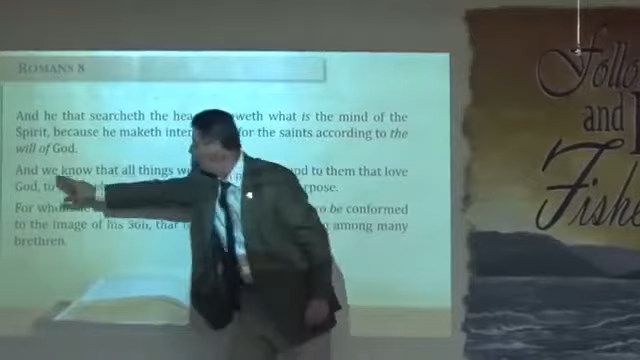 ROMANS 8
And he that searcheth the hea weth what is the mind of the
Spirit, because he maketh inter for the saints according to the
will of God.
And we know that all things w to them that love
God, to rpose.
For who to be conformed
to the image of his Son, that among many
brethren.
Follo
and
Fishe